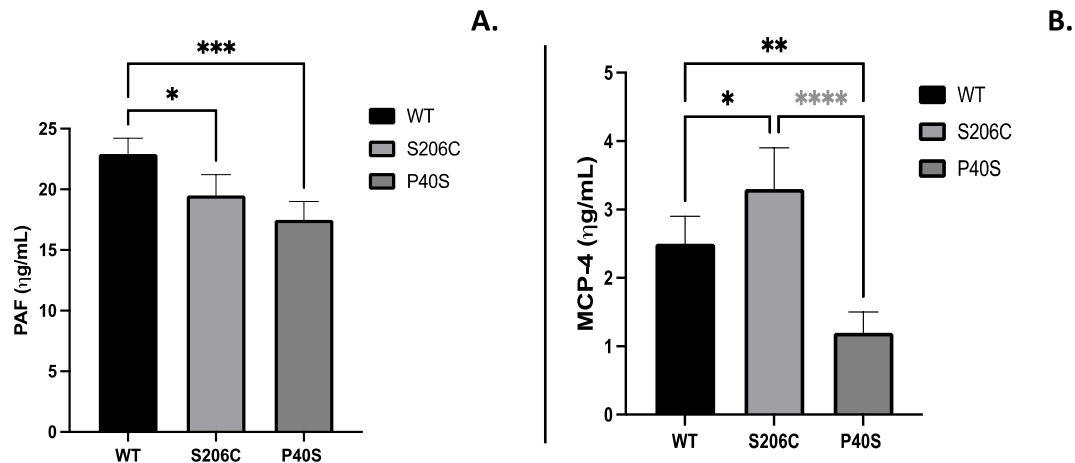 A.
***
*
25
20
15
10
5
0
PAF (ηg/mL)
WT
S206C
P40S
WT
S206C
P40S
B.
**
*
****
5
4
3
2
1
0
MCP-4 (ηg/mL)
WT
S206C
P40S
WT
S206C
P40S